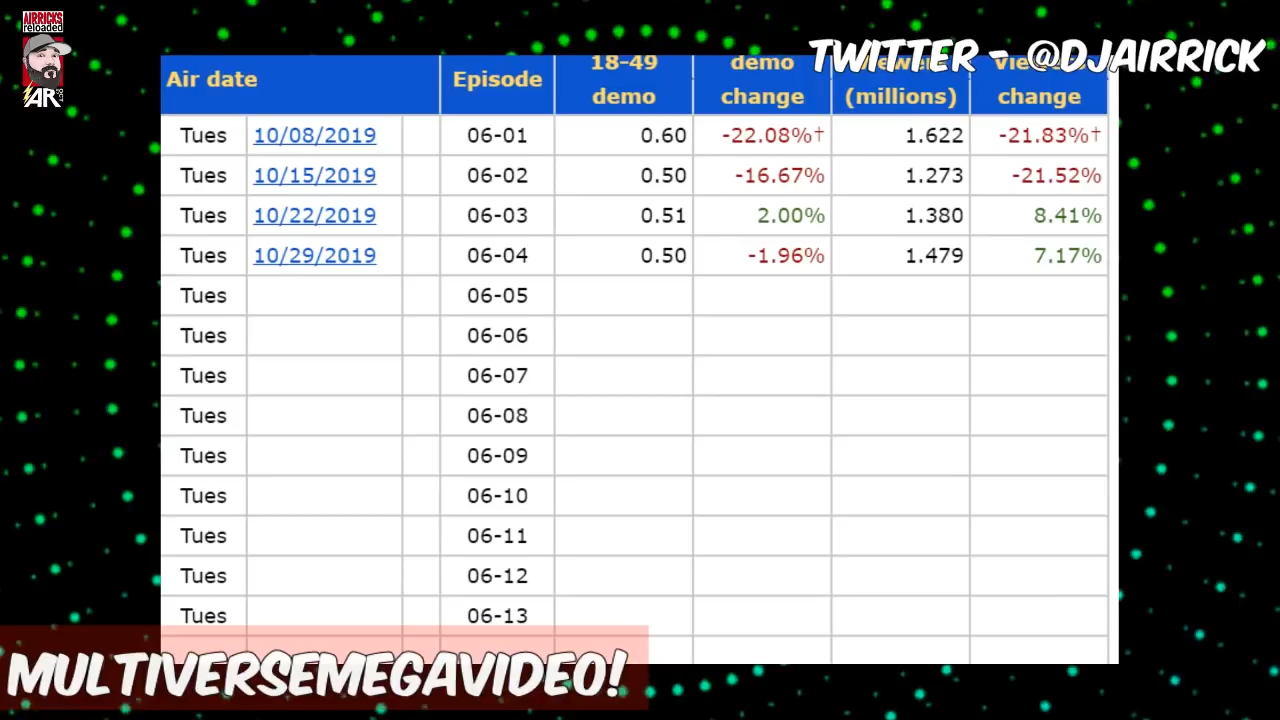 AIRRICKS
reloaded
AR
TWITTER - @DJAIRRICK
Air date Episode 18-49 demo demo change (millions) change
Tues 10/08/2019 06-01 0.60 -22.08%† 1.622 -21.83%†
Tues 10/15/2019 06-02 0.50 -16.67% 1.273 -21.52%
Tues 10/22/2019 06-03 0.51 2.00% 1.380 8.41%
Tues 10/29/2019 06-04 0.50 -1.96% 1.479 7.17%
Tues 06-05
Tues 06-06
Tues 06-07
Tues 06-08
Tues 06-09
Tues 06-10
Tues 06-11
Tues 06-12
Tues 06-13
MULTIVERSEMEGAVIDEO!